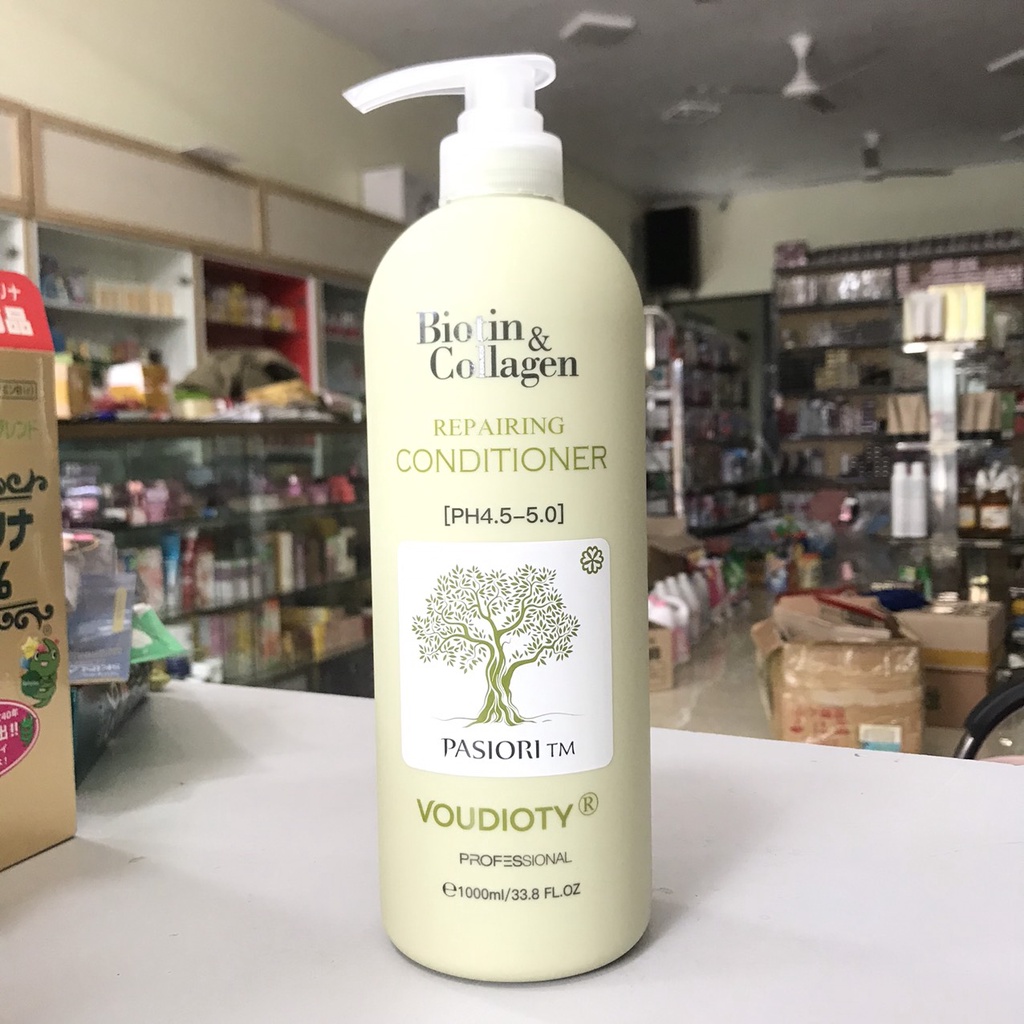 Biotin &
Collagen
REPAIRING
CONDITIONER
[PH4.5-5.0]
PASIORI TM
VOUDIOTY®
PROFESSIONAL
℮1000ml/33.8 FL.OZ